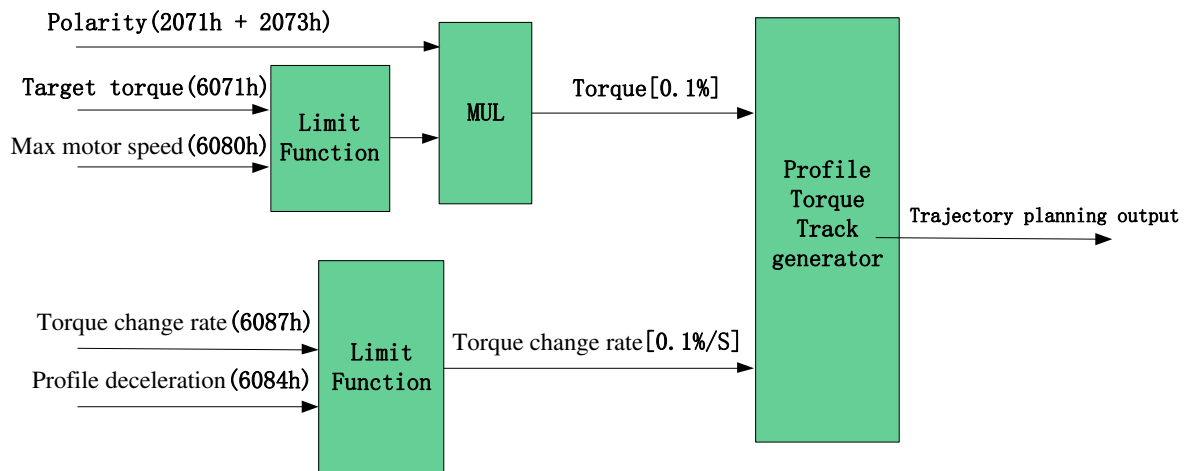 Polarity(2071h + 2073h)
Target torque(6071h)
Max motor speed(6080h)
Limit
Function
MUL
Torque[0.1%]
Profile
Torque
Track
generator
Trajectory planning output
Torque change rate(6087h)
Profile deceleration(6084h)
Limit
Function
Torque change rate[0.1%/S]